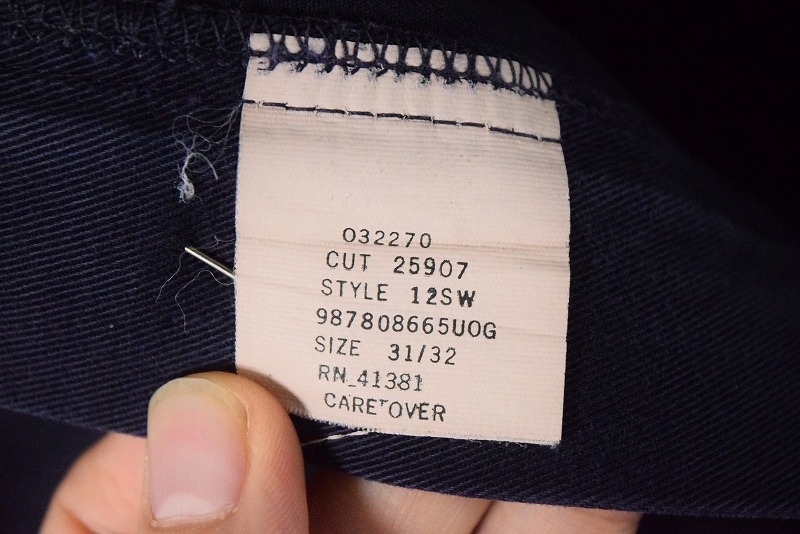 032270
CUT 25907
STYLE 12SW
987808665UOG
SIZE 31/32
RN 41381
CARE OVER